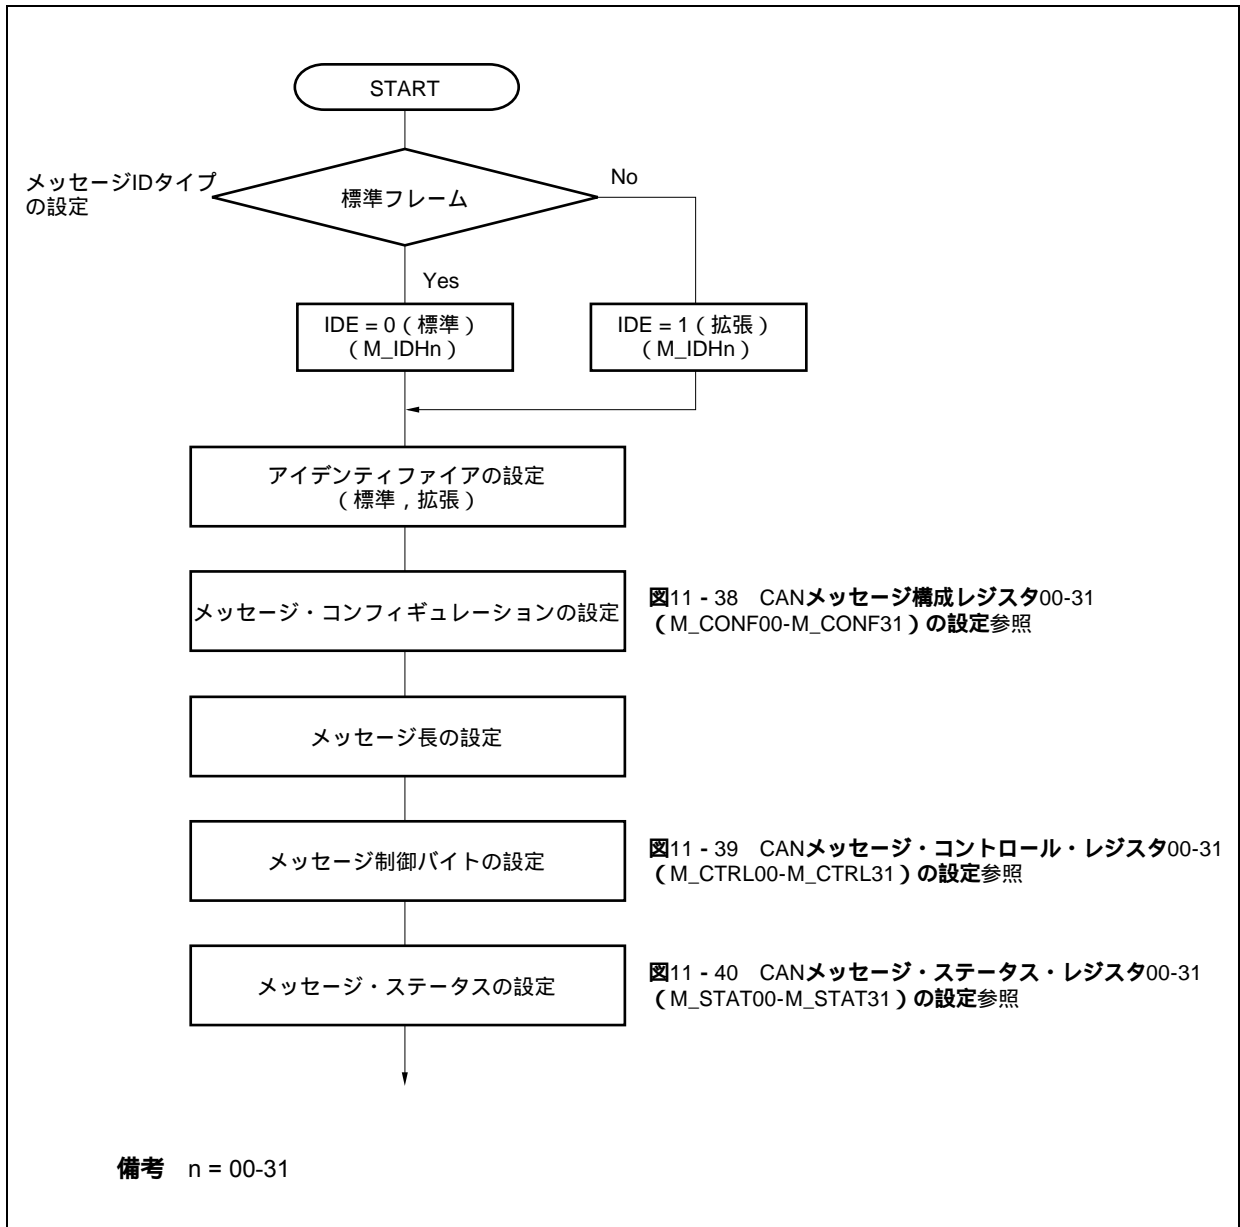 START
メッセージIDタイプ
の設定
標準フレーム
No
Yes
IDE = 0 ( 標準 )
( M_IDHn )
IDE = 1 ( 拡張 )
( M_IDHn )
アイデンティファイアの設定
( 標準 , 拡張 )
メッセージ・コンフィギュレーションの設定
図11 - 38 CANメッセージ構成レジスタ00-31
( M_CONF00-M_CONF31 ) の設定参照
メッセージ長の設定
メッセージ制御バイトの設定
図11 - 39 CANメッセージ・コントロール・レジスタ00-31
( M_CTRL00-M_CTRL31 ) の設定参照
メッセージ・ステータスの設定
図11 - 40 CANメッセージ・ステータス・レジスタ00-31
( M_STAT00-M_STAT31 ) の設定参照
備考 n = 00-31